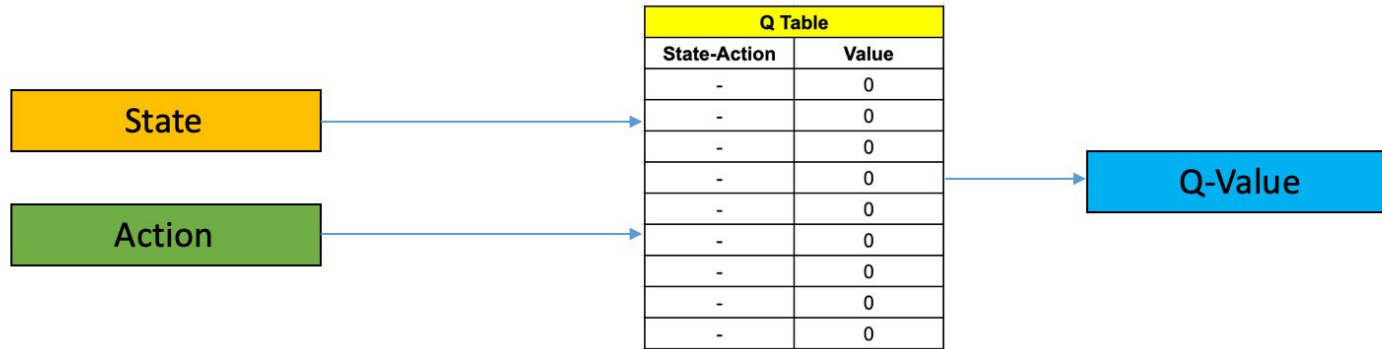 Q Table
State-Action Value
- 0
- 0
- 0
- 0
- 0
- 0
- 0
- 0
- 0
State
Action
Q-Value